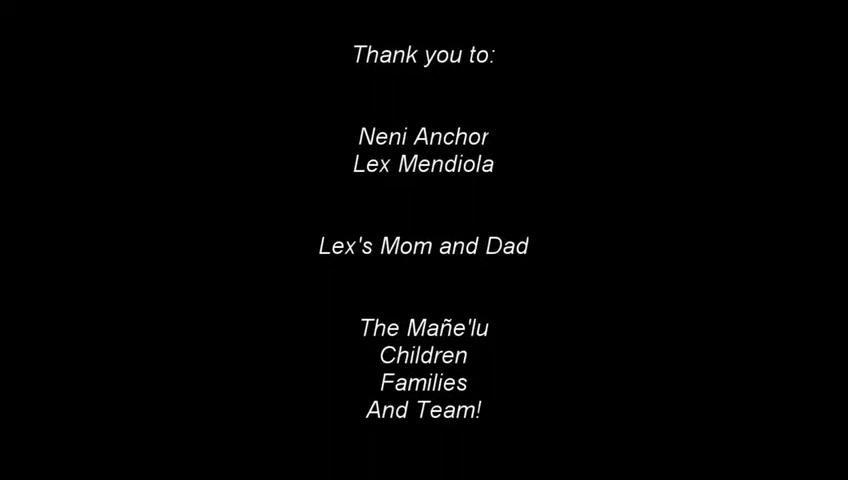 Thank you to:
Neni Anchor
Lex Mendiola
Lex's Mom and Dad
The Mañe'lu
Children
Families
And Team!